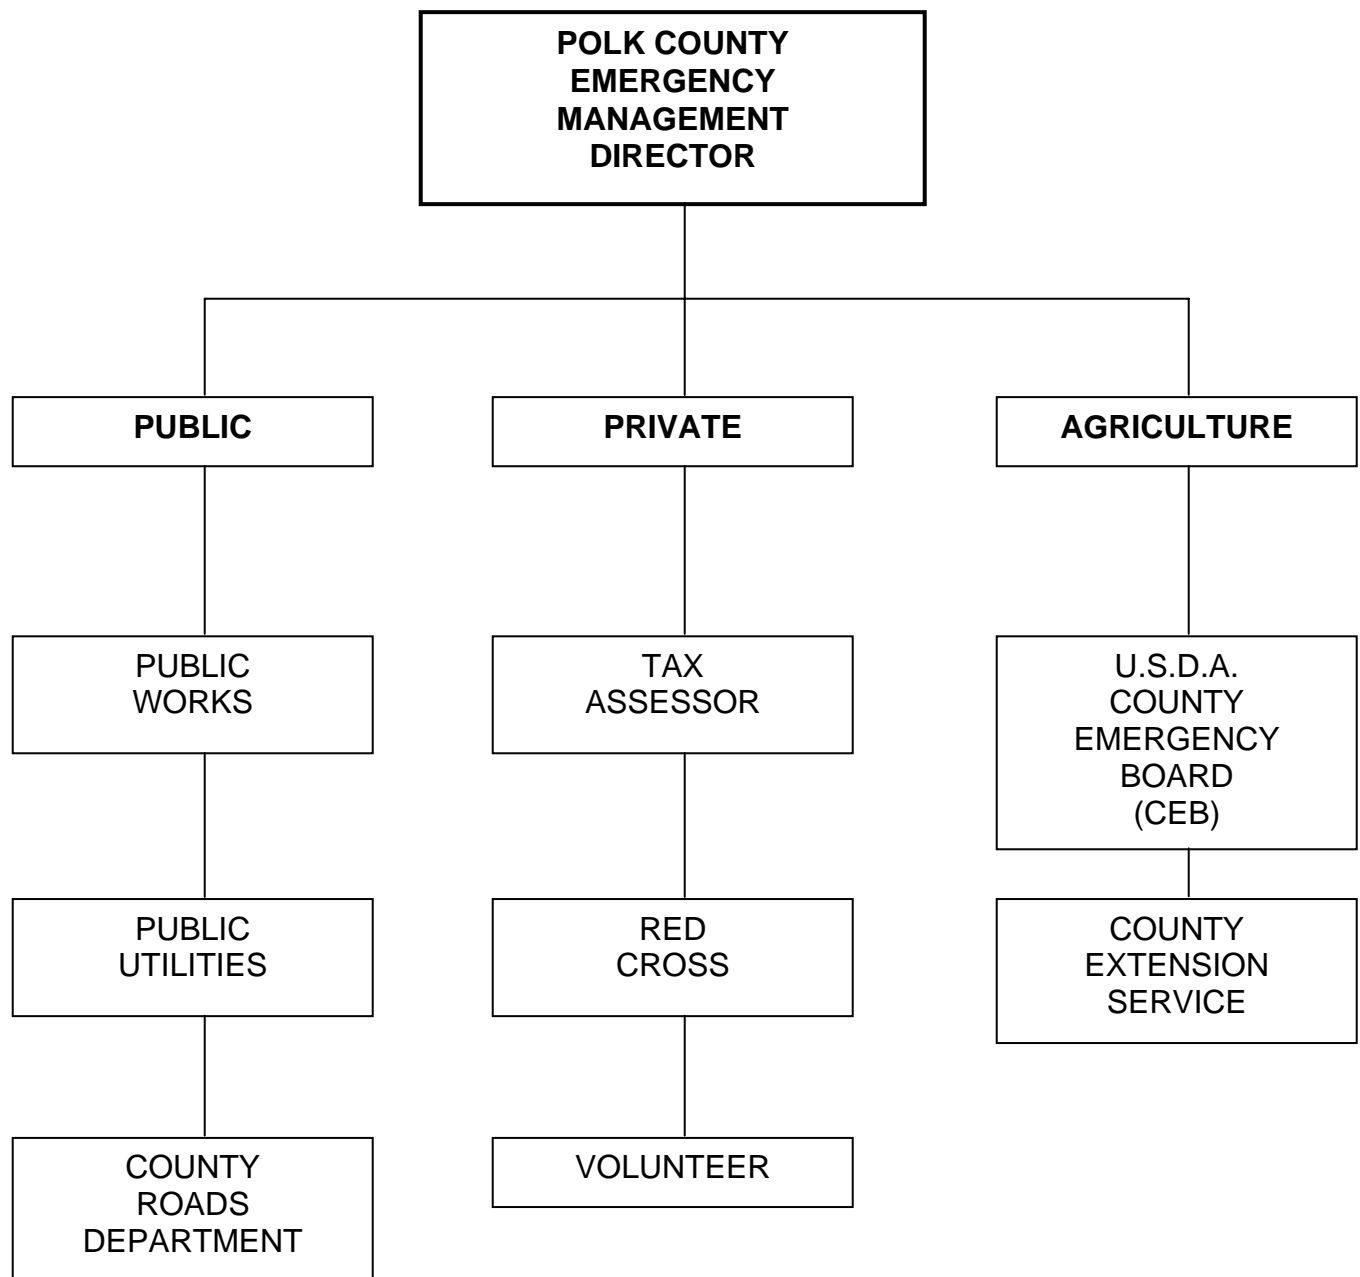 POLK COUNTY
EMERGENCY
MANAGEMENT
DIRECTOR
PUBLIC
PRIVATE
AGRICULTURE
PUBLIC
WORKS
TAX
ASSESSOR
U.S.D.A.
COUNTY
EMERGENCY
BOARD
(CEB)
PUBLIC
UTILITIES
RED
CROSS
COUNTY
EXTENSION
SERVICE
COUNTY
ROADS
DEPARTMENT
VOLUNTEER